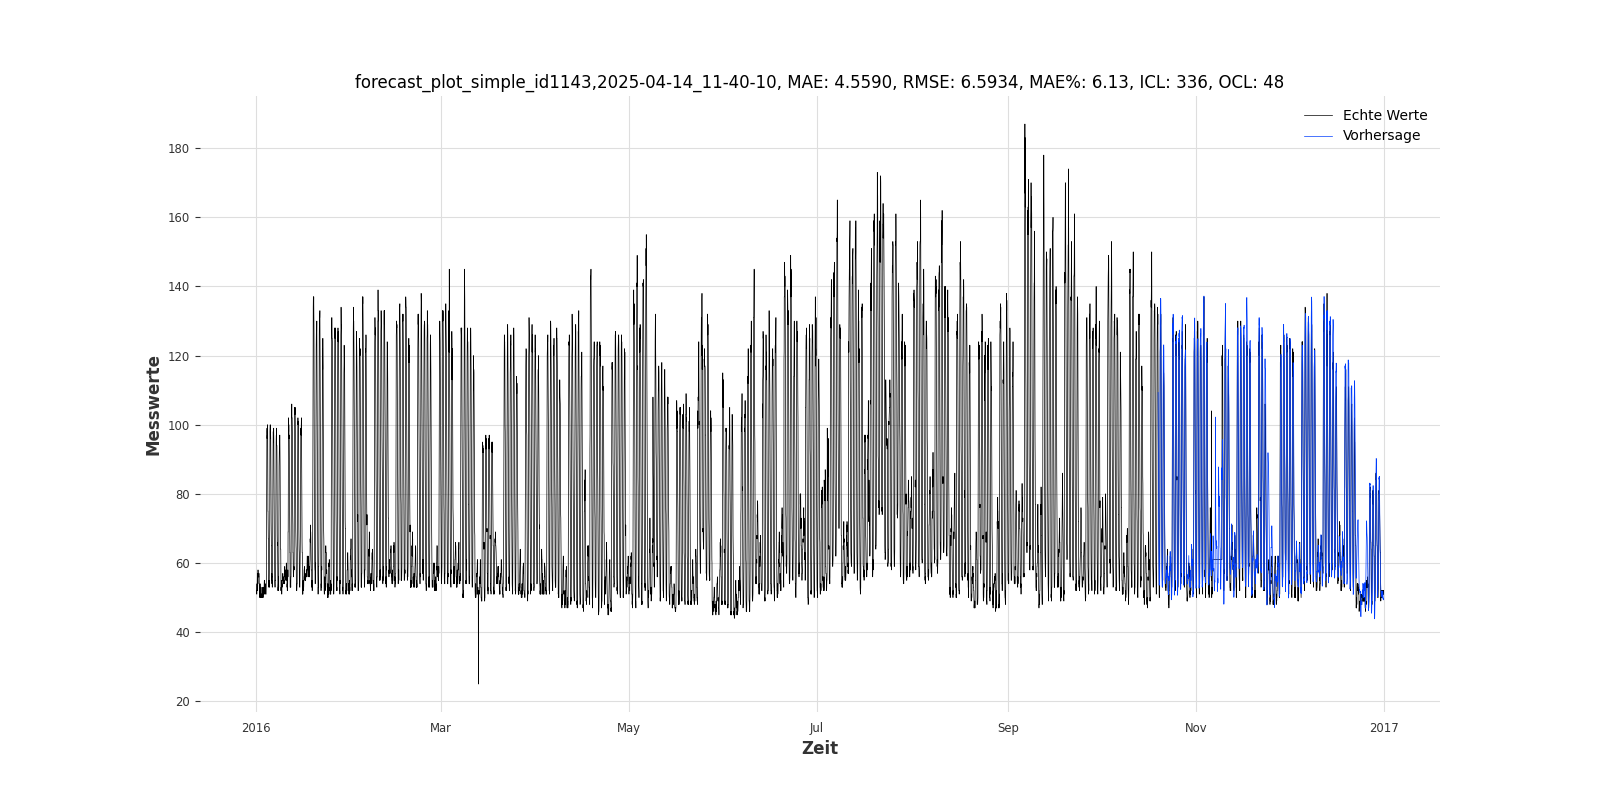 forecast_plot_simple_id1143,2025-04-14_11-40-10, MAE: 4.5590, RMSE: 6.5934, MAE%: 6.13, ICL: 336, OCL: 48
Echte Werte
Vorhersage
180
160
140
120
100
80
60
40
20
Messwerte
2016
Mar
May
Jul
Sep
Nov
2017
Zeit